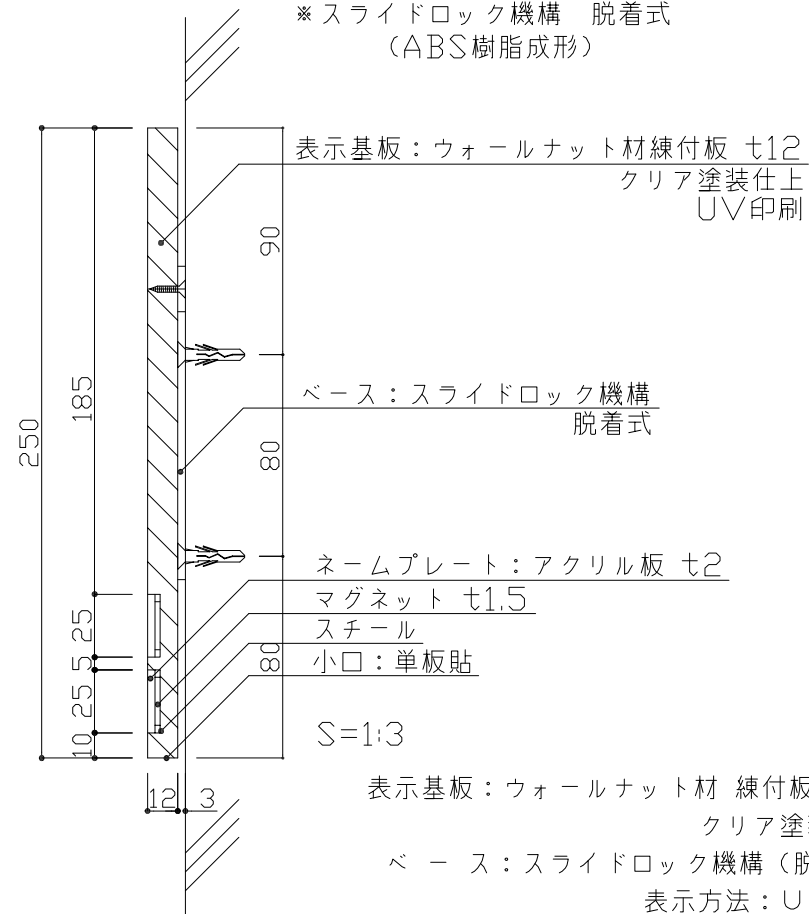 ※スライドロック機構 脱着式
(ABS樹脂成形)
表示基板:ウォールナット材練付板 t12
クリア塗装仕上
UV印刷
90
ベース:スライドロック機構
脱着式
185
250
80
ネームプレート:アクリル板 t2
マグネット t1.5
スチール
小口:単板貼
25
5
25
10
80
S=1:3
12
3
表示基板:ウォールナット材 練付板
クリア塗
ベース:スライドロック機構(脱
表示方法:U